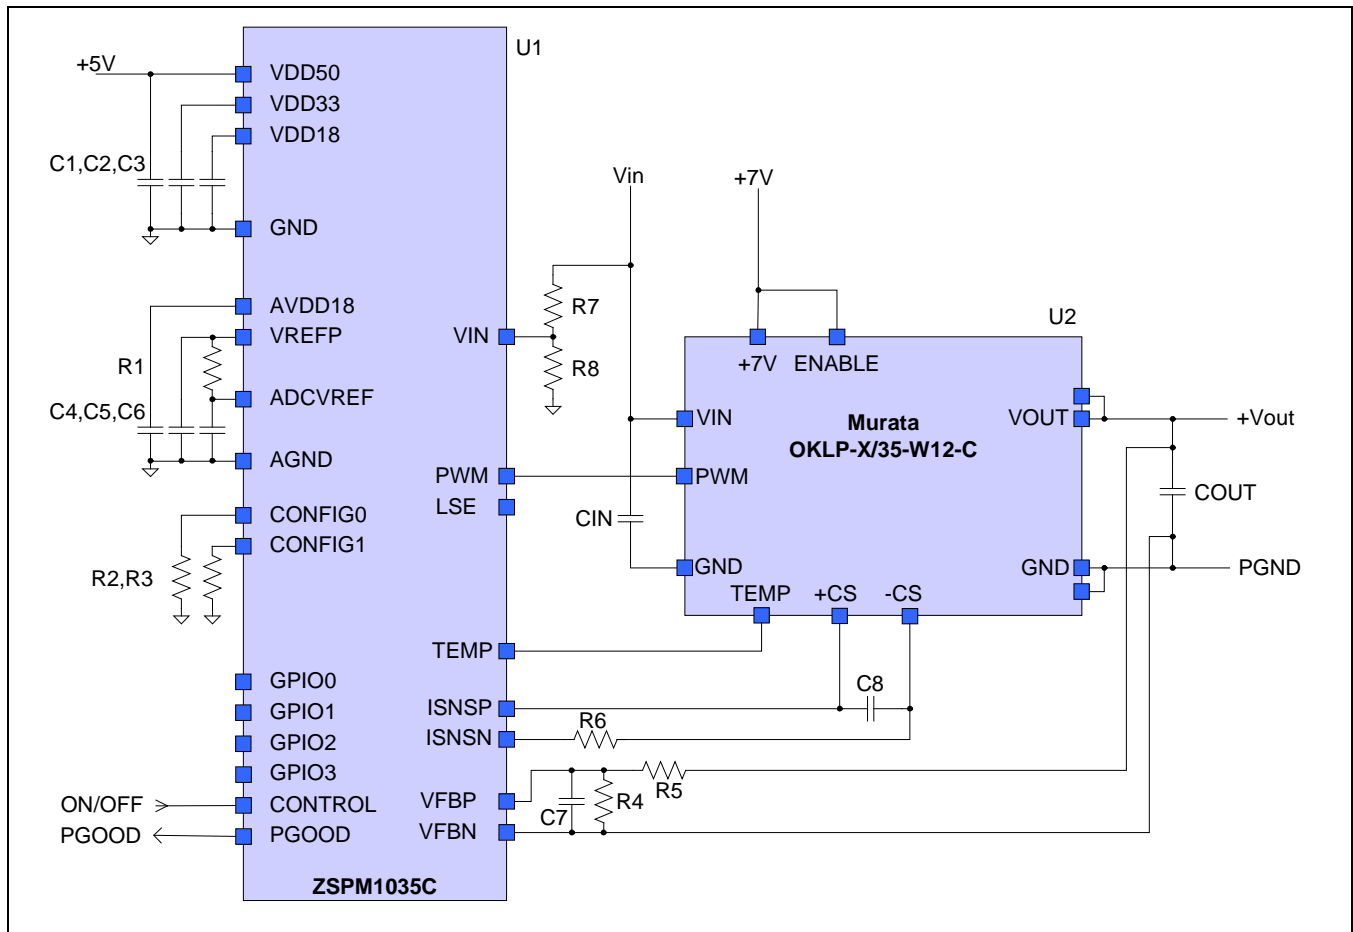 U1
+5V
VDD50
VDD33
VDD18
C1,C2,C3
GND
AVDD18
VREFP
R1
ADCVREF
C4,C5,C6
AGND
CONFIG0
CONFIG1
R2,R3
GPIO0
GPIO1
GPIO2
GPIO3
ON/OFF
CONTROL
PGOOD
PGOOD
VIN
PWM
LSE
TEMP
ISNSP
ISNSN
VFBP
VFBN
ZSPM1035C
Vin
+7V
R7
R8
CIN
U2
+7V
ENABLE
VIN
PWM
GND
Murata
OKLP-X/35-W12-C
VOUT
GND
TEMP
+CS
-CS
+Vout
COUT
PGND
C8
R6
R5
C7
R4